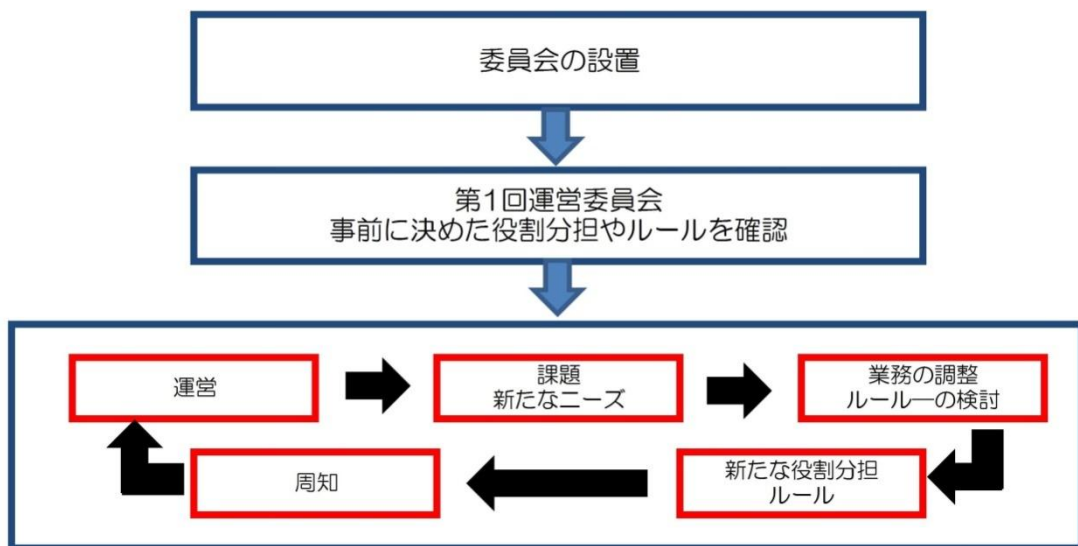 委員会の設置
第1回運営委員会
事前に決めた役割分担やルールを確認
運営
課題
新たなニーズ
業務の調整
ルール―の検討
新たな役割分担
ルール
周知